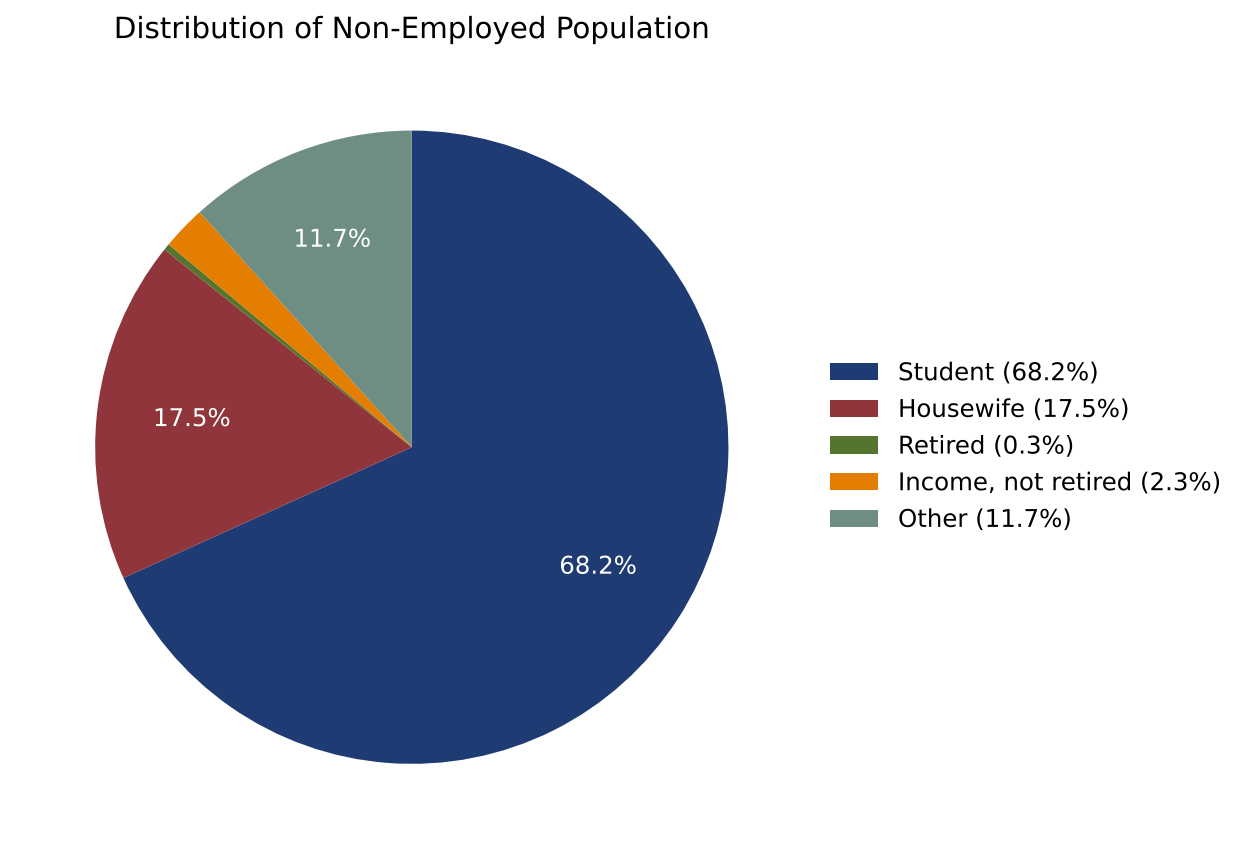 Distribution of Non-Employed Population
11.7%
17.5%
68.2%
Student (68.2%)
Housewife (17.5%)
Retired (0.3%)
Income, not retired (2.3%)
Other (11.7%)